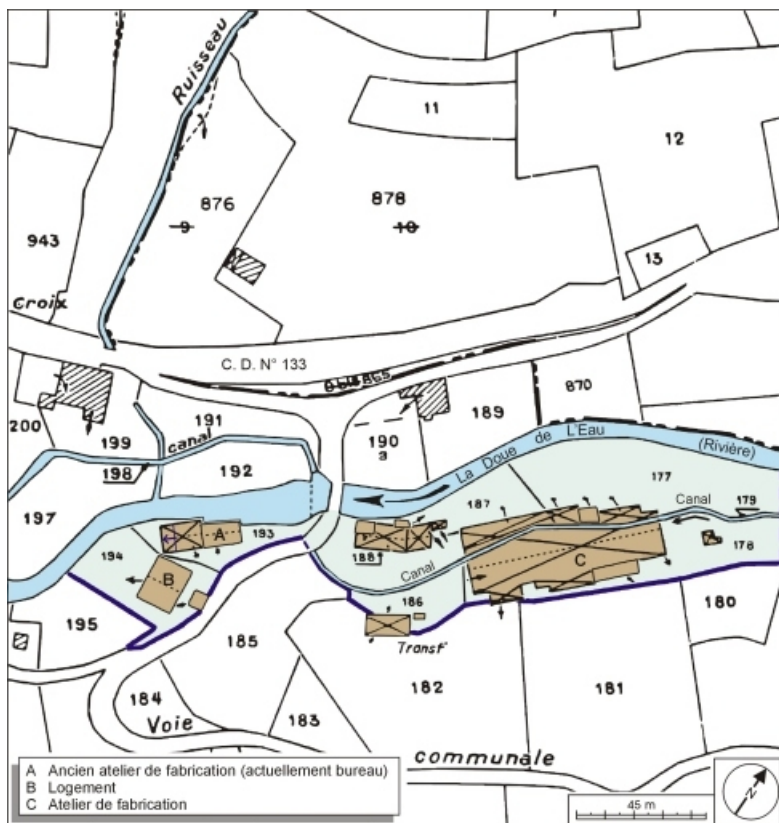 Ruisseau
11
12
876
878
9
10
943
13
Croix
C. D. N° 133
865
870
189
191
200
199
canal
190
a
La Doue de L'Eau
(Rivière)
198
192
177
197
187
Canal
179
193
A
188
178
194
C
Canal
B
186
180
195
185
Transf
182
181
184
183
Voie
communale
A Ancien atelier de fabrication (actuellement bureau)
B Logement
C Atelier de fabrication
45 m
N